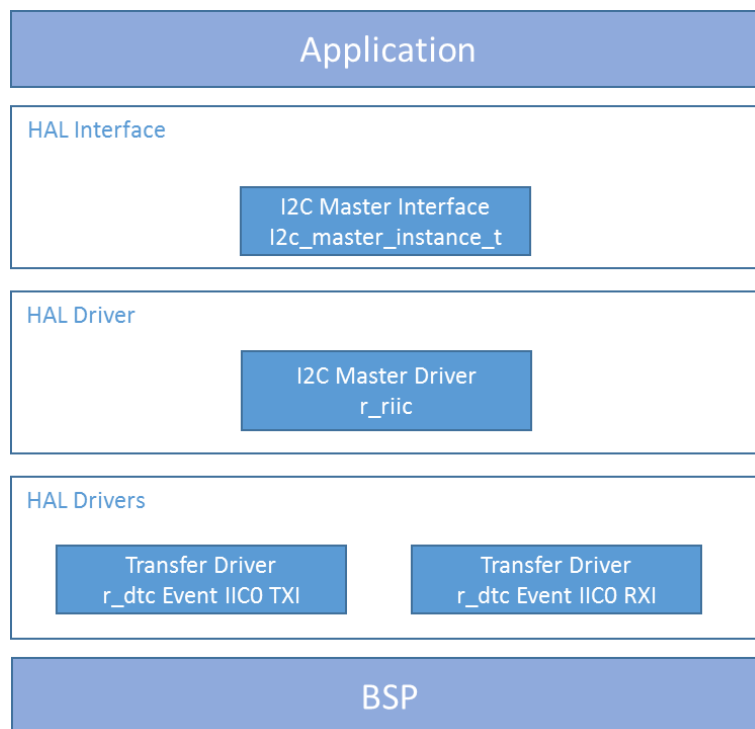 Application
HAL Interface
I2C Master Interface
I2c_master_instance_t
HAL Driver
I2C Master Driver
r_riic
HAL Drivers
Transfer Driver
r_dtc Event IIC0 TXI
Transfer Driver
r_dtc Event IIC0 RXI
BSP